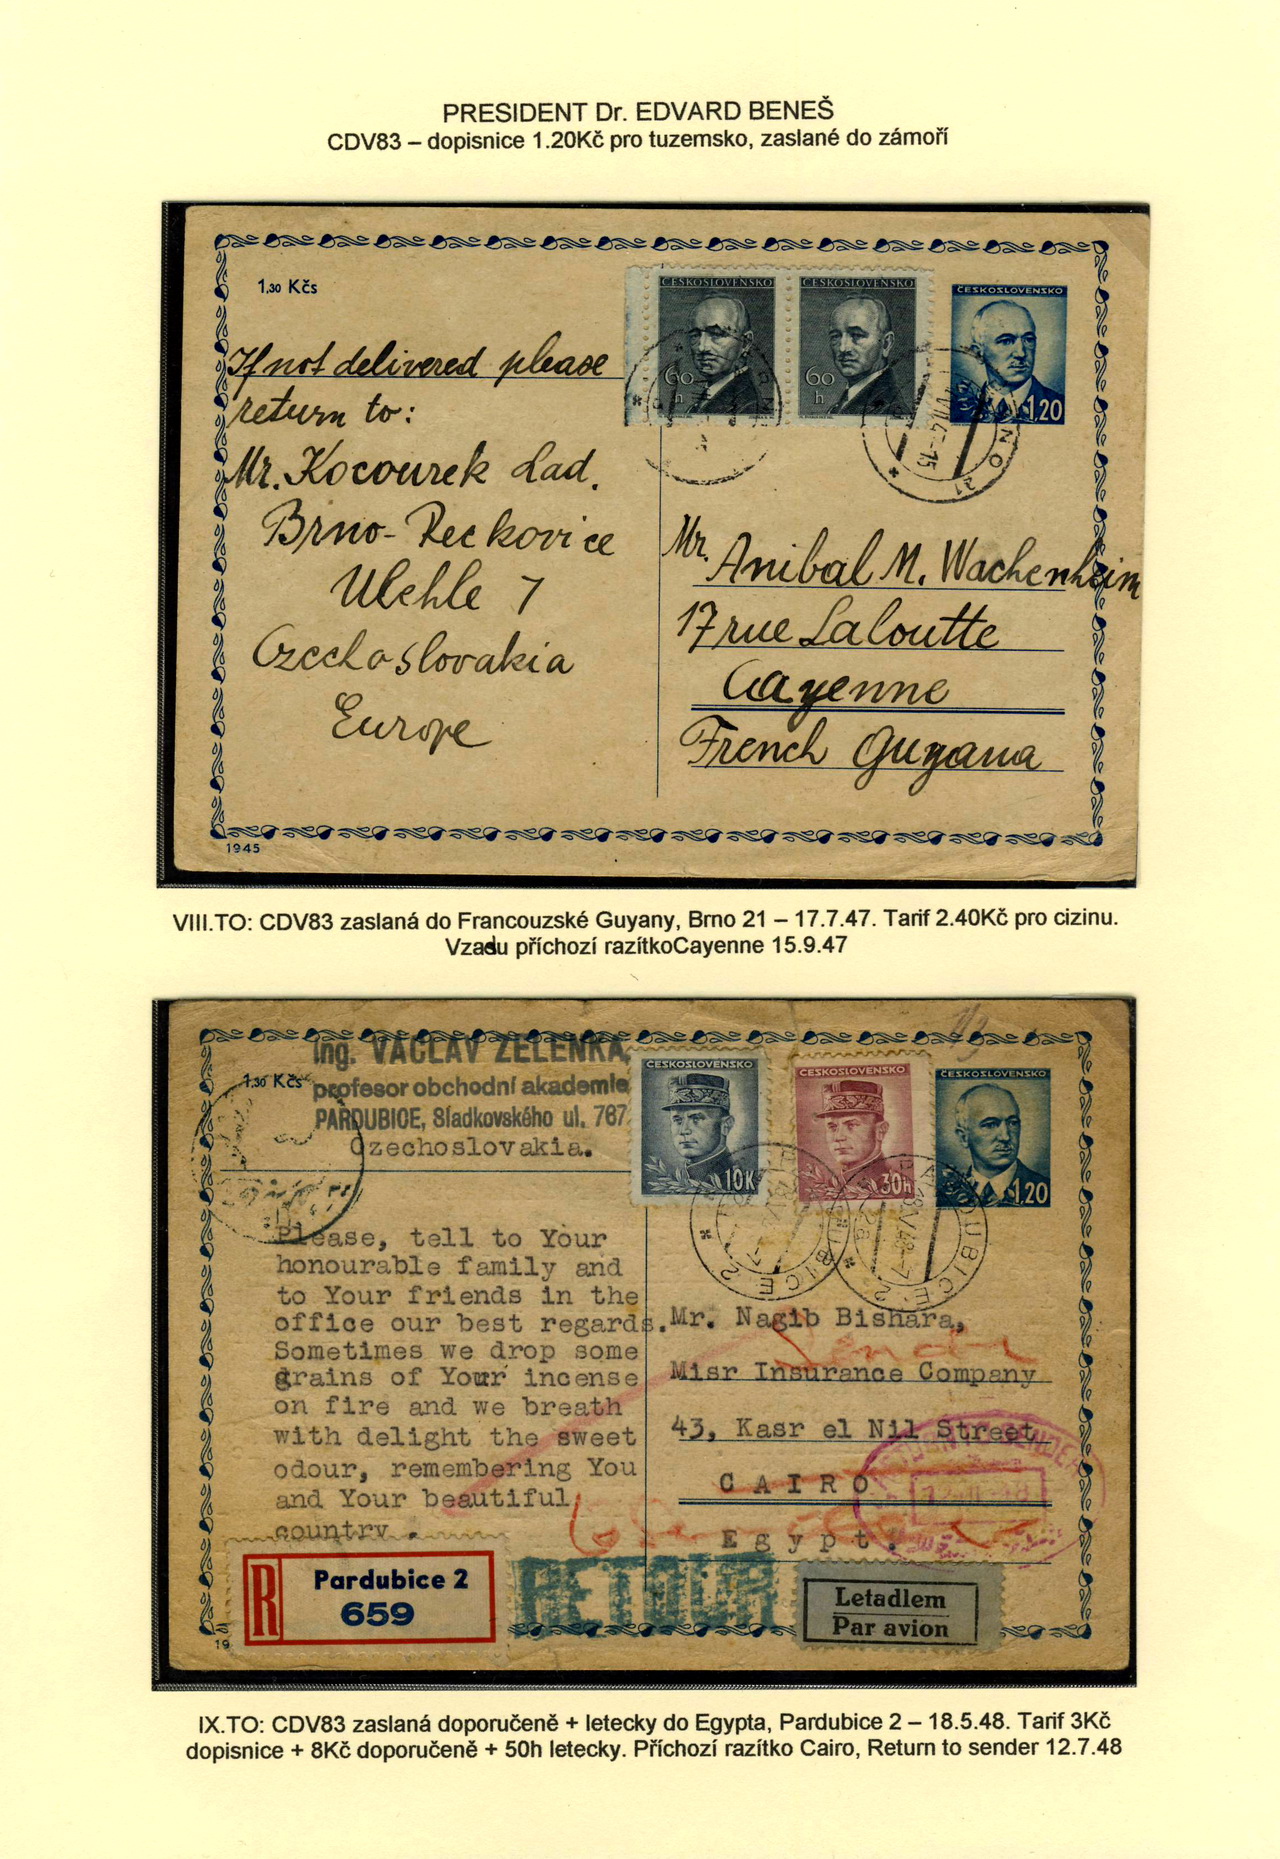 PRESIDENT Dr. EDVARD BENEŠ
CDV83 – dopisnice 1.20Kč pro tuzemsko, zaslané do zámoří
1.30 Kčs
ČESKOSLOVENSKO
60
h
ČESKOSLOVENSKO
60
h
ČESKOSLOVENSKO
1,20
BRNO 21
If not delivered please
return to:
Mr. Kocourek Lad.
Brno-Reckovice
Ulehle 7
Czechoslovakia
Europe
Mr. Anibal M. Wachenheim
17 rue Laloutte
Cayenne
French Guyana
1945
VIII.TO: CDV83 zaslaná do Francouzské Guyany, Brno 21 – 17.7.47. Tarif 2.40Kč pro cizinu.
Vzadu příchozí razítkoCayenne 15.9.47
1.30 Kčs
Ing. VÁCLAV ZELENKA,
profesor obchodní akademie
PARDUBICE, Sladkovského ul. 767
Czechoslovakia.
ČESKOSLOVENSKO
10K
ČESKOSLOVENSKO
30h
ČESKOSLOVENSKO
1,20
PARDUBICE 2
PARDUBICE 2
Please, tell to Your
honourable family and
to Your friends in the
office our best regards.
Sometimes we drop some
grains of Your incense
on fire and we breath
with delight the sweet
odour, remembering You
and Your beautiful
country.
Mr. Nagib Bishara,
Misr Insurance Company
43, Kasr el Nil Street
CAIRO
Egypt.
R
Pardubice 2
659
RETOUR
Letadlem
Par avion
19
IX.TO: CDV83 zaslaná doporučeně + letecky do Egypta, Pardubice 2 – 18.5.48. Tarif 3Kč
dopisnice + 8Kč doporučeně + 50h letecky. Příchozí razítko Cairo, Return to sender 12.7.48